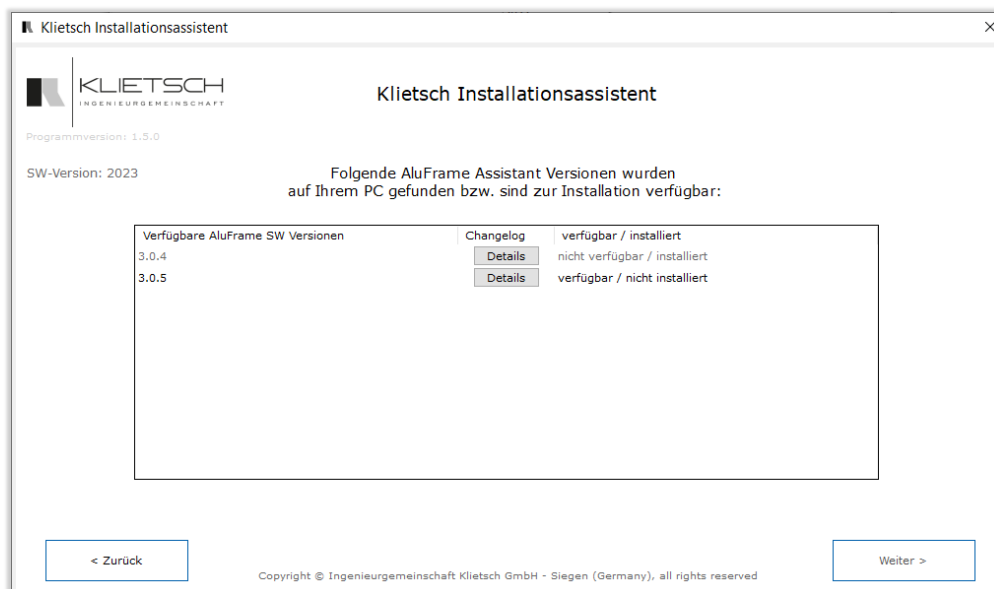 Klietsch Installationsassistent
KLIETSCH
INGENIEURGEMEINSCHAFT
Klietsch Installationsassistent
Programmversion: 1.5.0
SW-Version: 2023
Folgende AluFrame Assistant Versionen wurden
auf Ihrem PC gefunden bzw. sind zur Installation verfügbar:
Verfügbare AluFrame SW Versionen Changelog verfügbar / installiert
3.0.4 Details nicht verfügbar / installiert
3.0.5 Details verfügbar / nicht installiert
< Zurück
Weiter >
Copyright © Ingenieurgemeinschaft Klietsch GmbH - Siegen (Germany), all rights reserved